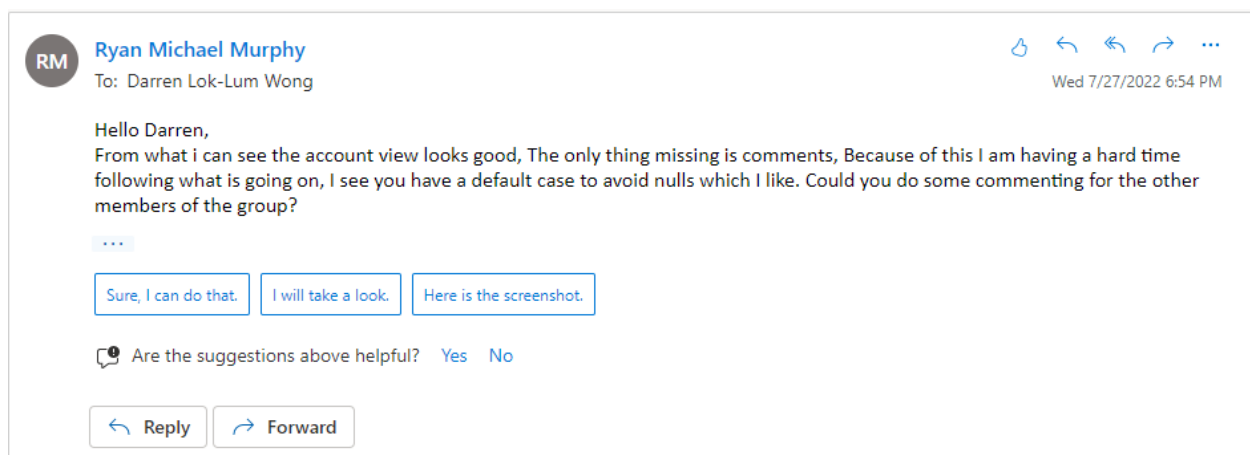 RM
Ryan Michael Murphy
To: Darren Lok-Lum Wong
Wed 7/27/2022 6:54 PM
Hello Darren,
From what i can see the account view looks good, The only thing missing is comments, Because of this I am having a hard time
following what is going on, I see you have a default case to avoid nulls which I like. Could you do some commenting for the other
members of the group?
...
Sure, I can do that. I will take a look. Here is the screenshot.
Are the suggestions above helpful? Yes No
Reply Forward